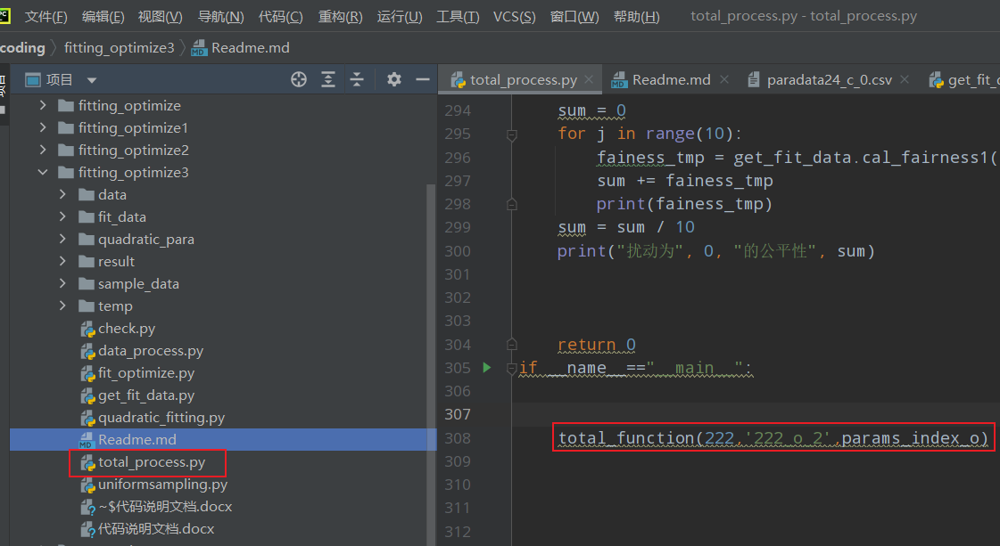 文件(F) 编辑(E) 视图(V) 导航(N) 代码(C) 重构(R) 运行(U) 工具(T) VCS(S) 窗口(W) 帮助(H) total_process.py - total_process.py
coding fitting_optimize3 Readme.md
项目
fitting_optimize
fitting_optimize1
fitting_optimize2
fitting_optimize3
data
fit_data
quadratic_para
result
sample_data
temp
check.py
data_process.py
fit_optimize.py
get_fit_data.py
quadratic_fitting.py
Readme.md
total_process.py
uniformsampling.py
~$代码说明文档.docx
代码说明文档.docx
total_process.py Readme.md paradata24_c_0.csv get_fit_
294 sum = 0
295 for j in range(10):
296 fainess_tmp = get_fit_data.cal_fairness1(
297 sum += fainess_tmp
298 print(fainess_tmp)
299 sum = sum / 10
300 print("扰动为", 0, "的公平性", sum)
301
302
303
304 return 0
305 if __name__=="__main__":
306
307
308 total_function(222,'222_o_2',params_index_o)
309
310
311
312